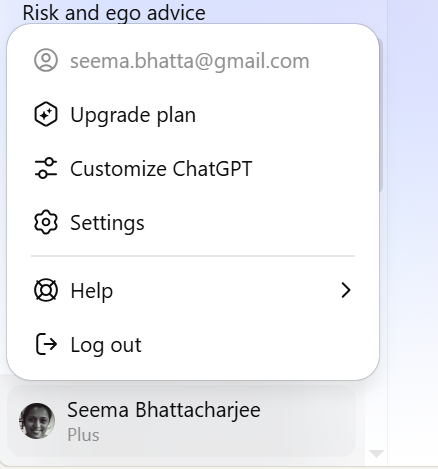 Risk and ego advice
seema.bhatta@gmail.com
Upgrade plan
Customize ChatGPT
Settings
Help
Log out
Seema Bhattacharjee
Plus